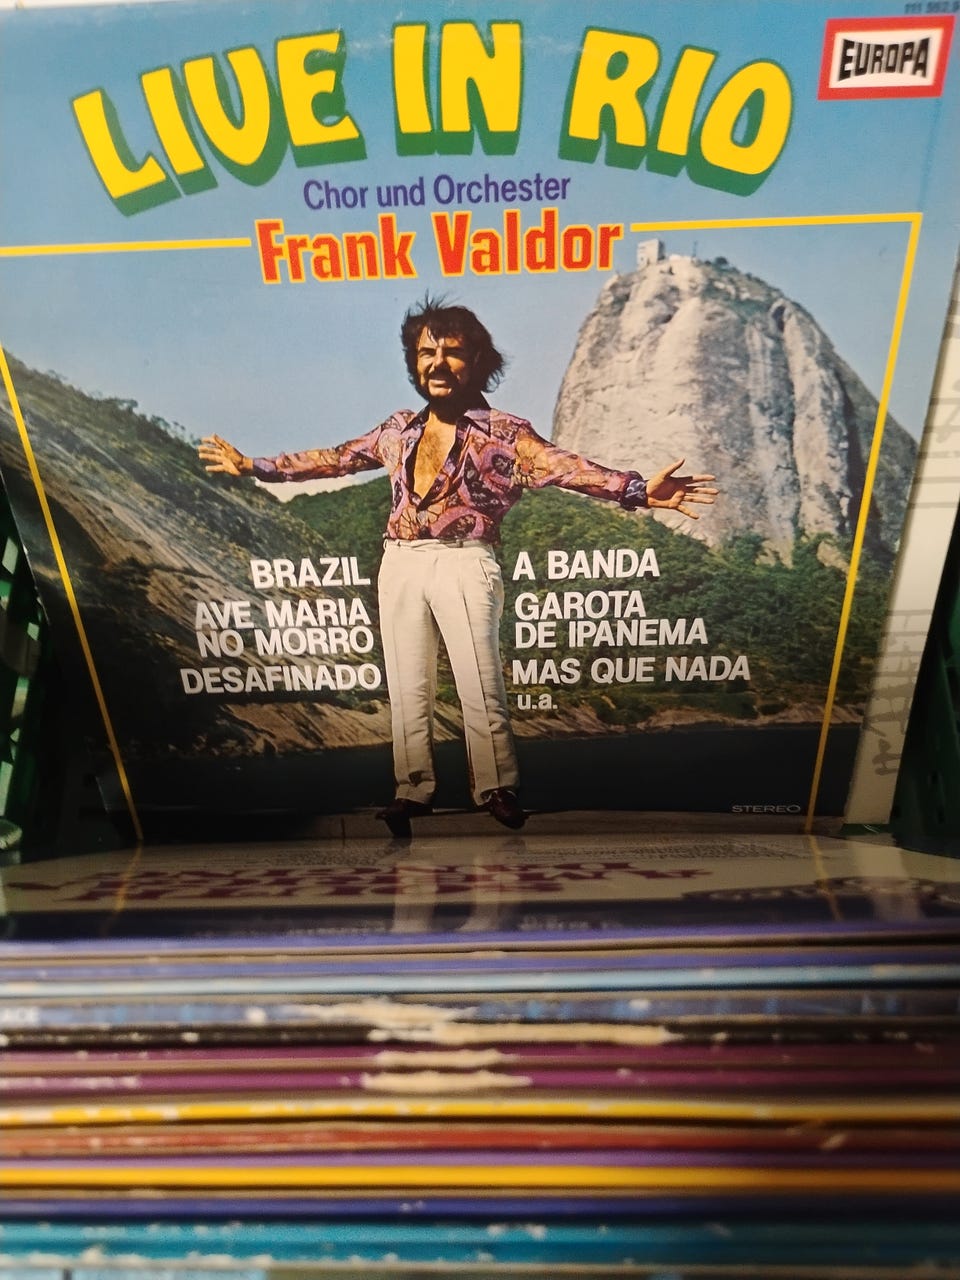 LIVE IN RIO
EUROPA
Chor und Orchester
Frank Valdor
BRAZIL
AVE MARIA
NO MORRO
DESAFINADO
A BANDA
GAROTA
DE IPANEMA
MAS QUE NADA
u.a.
STEREO